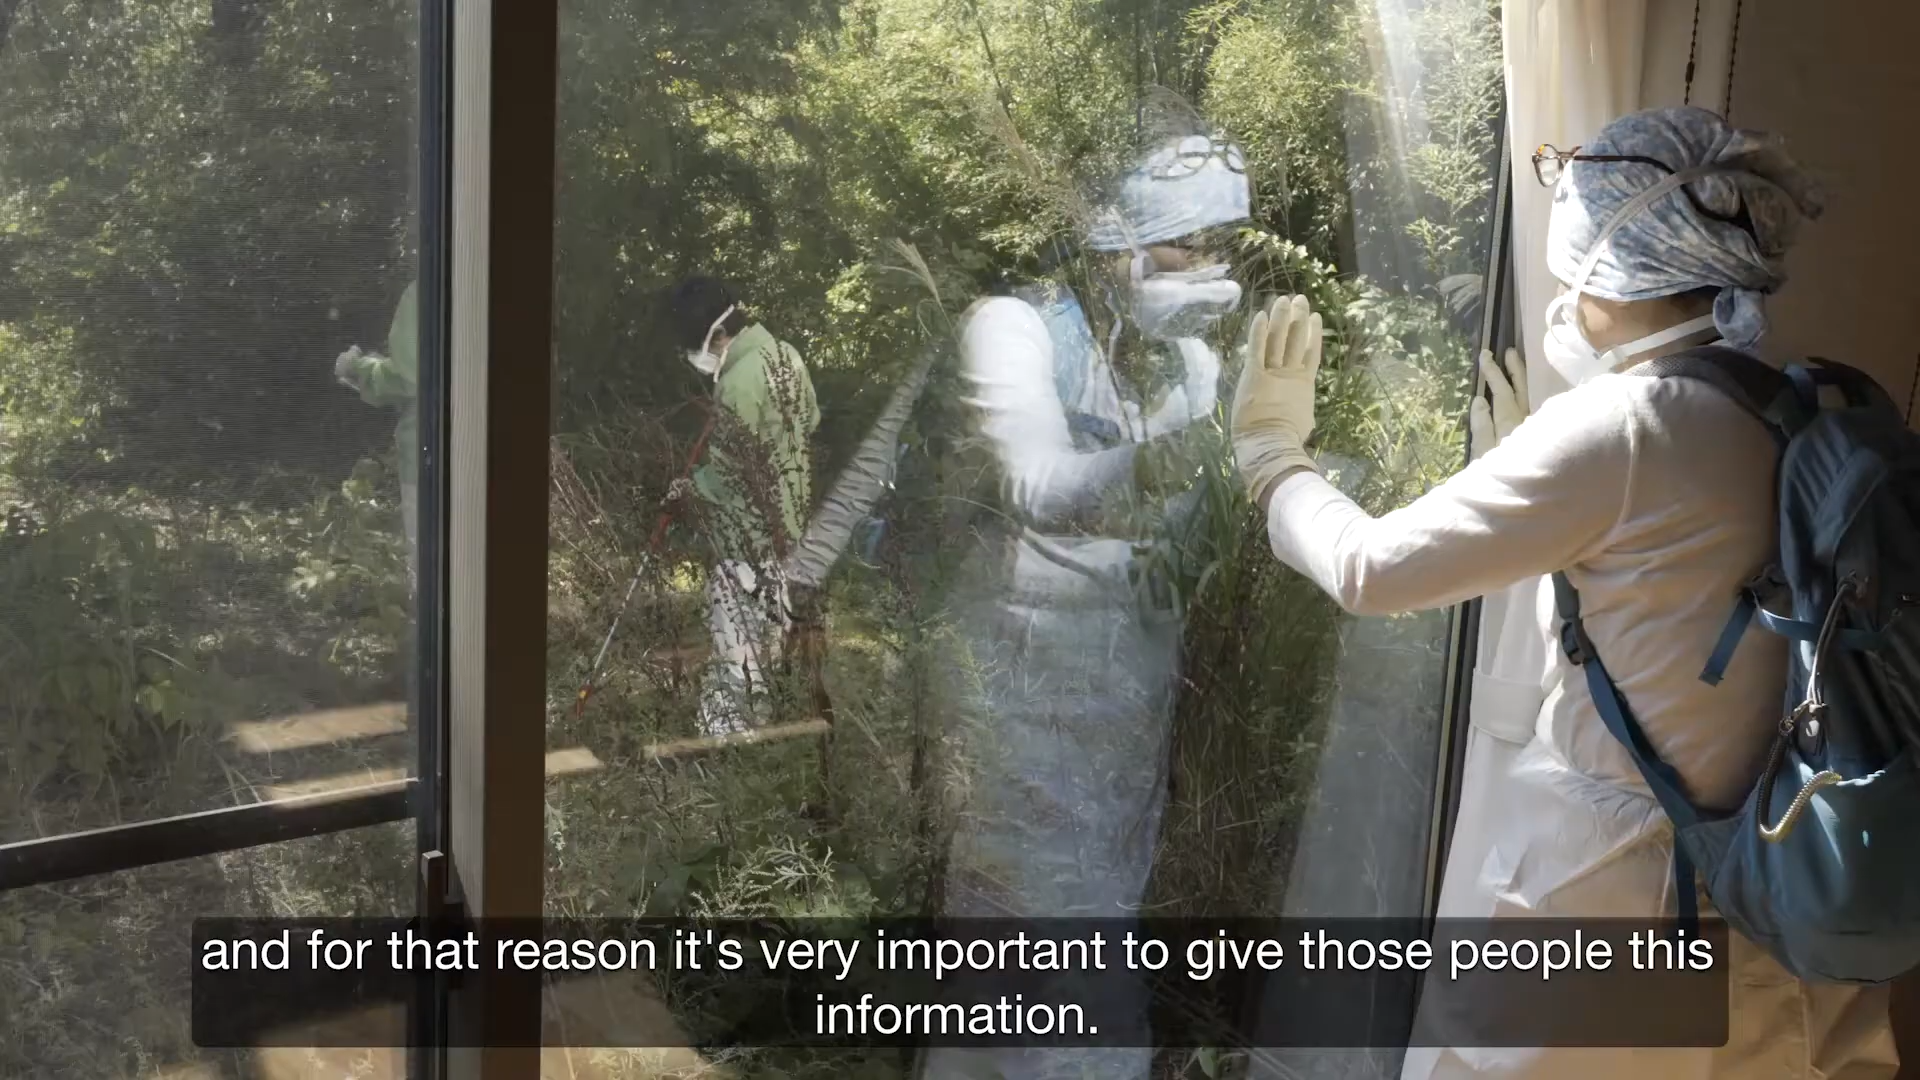 and for that reason it's very important to give those people this
information.